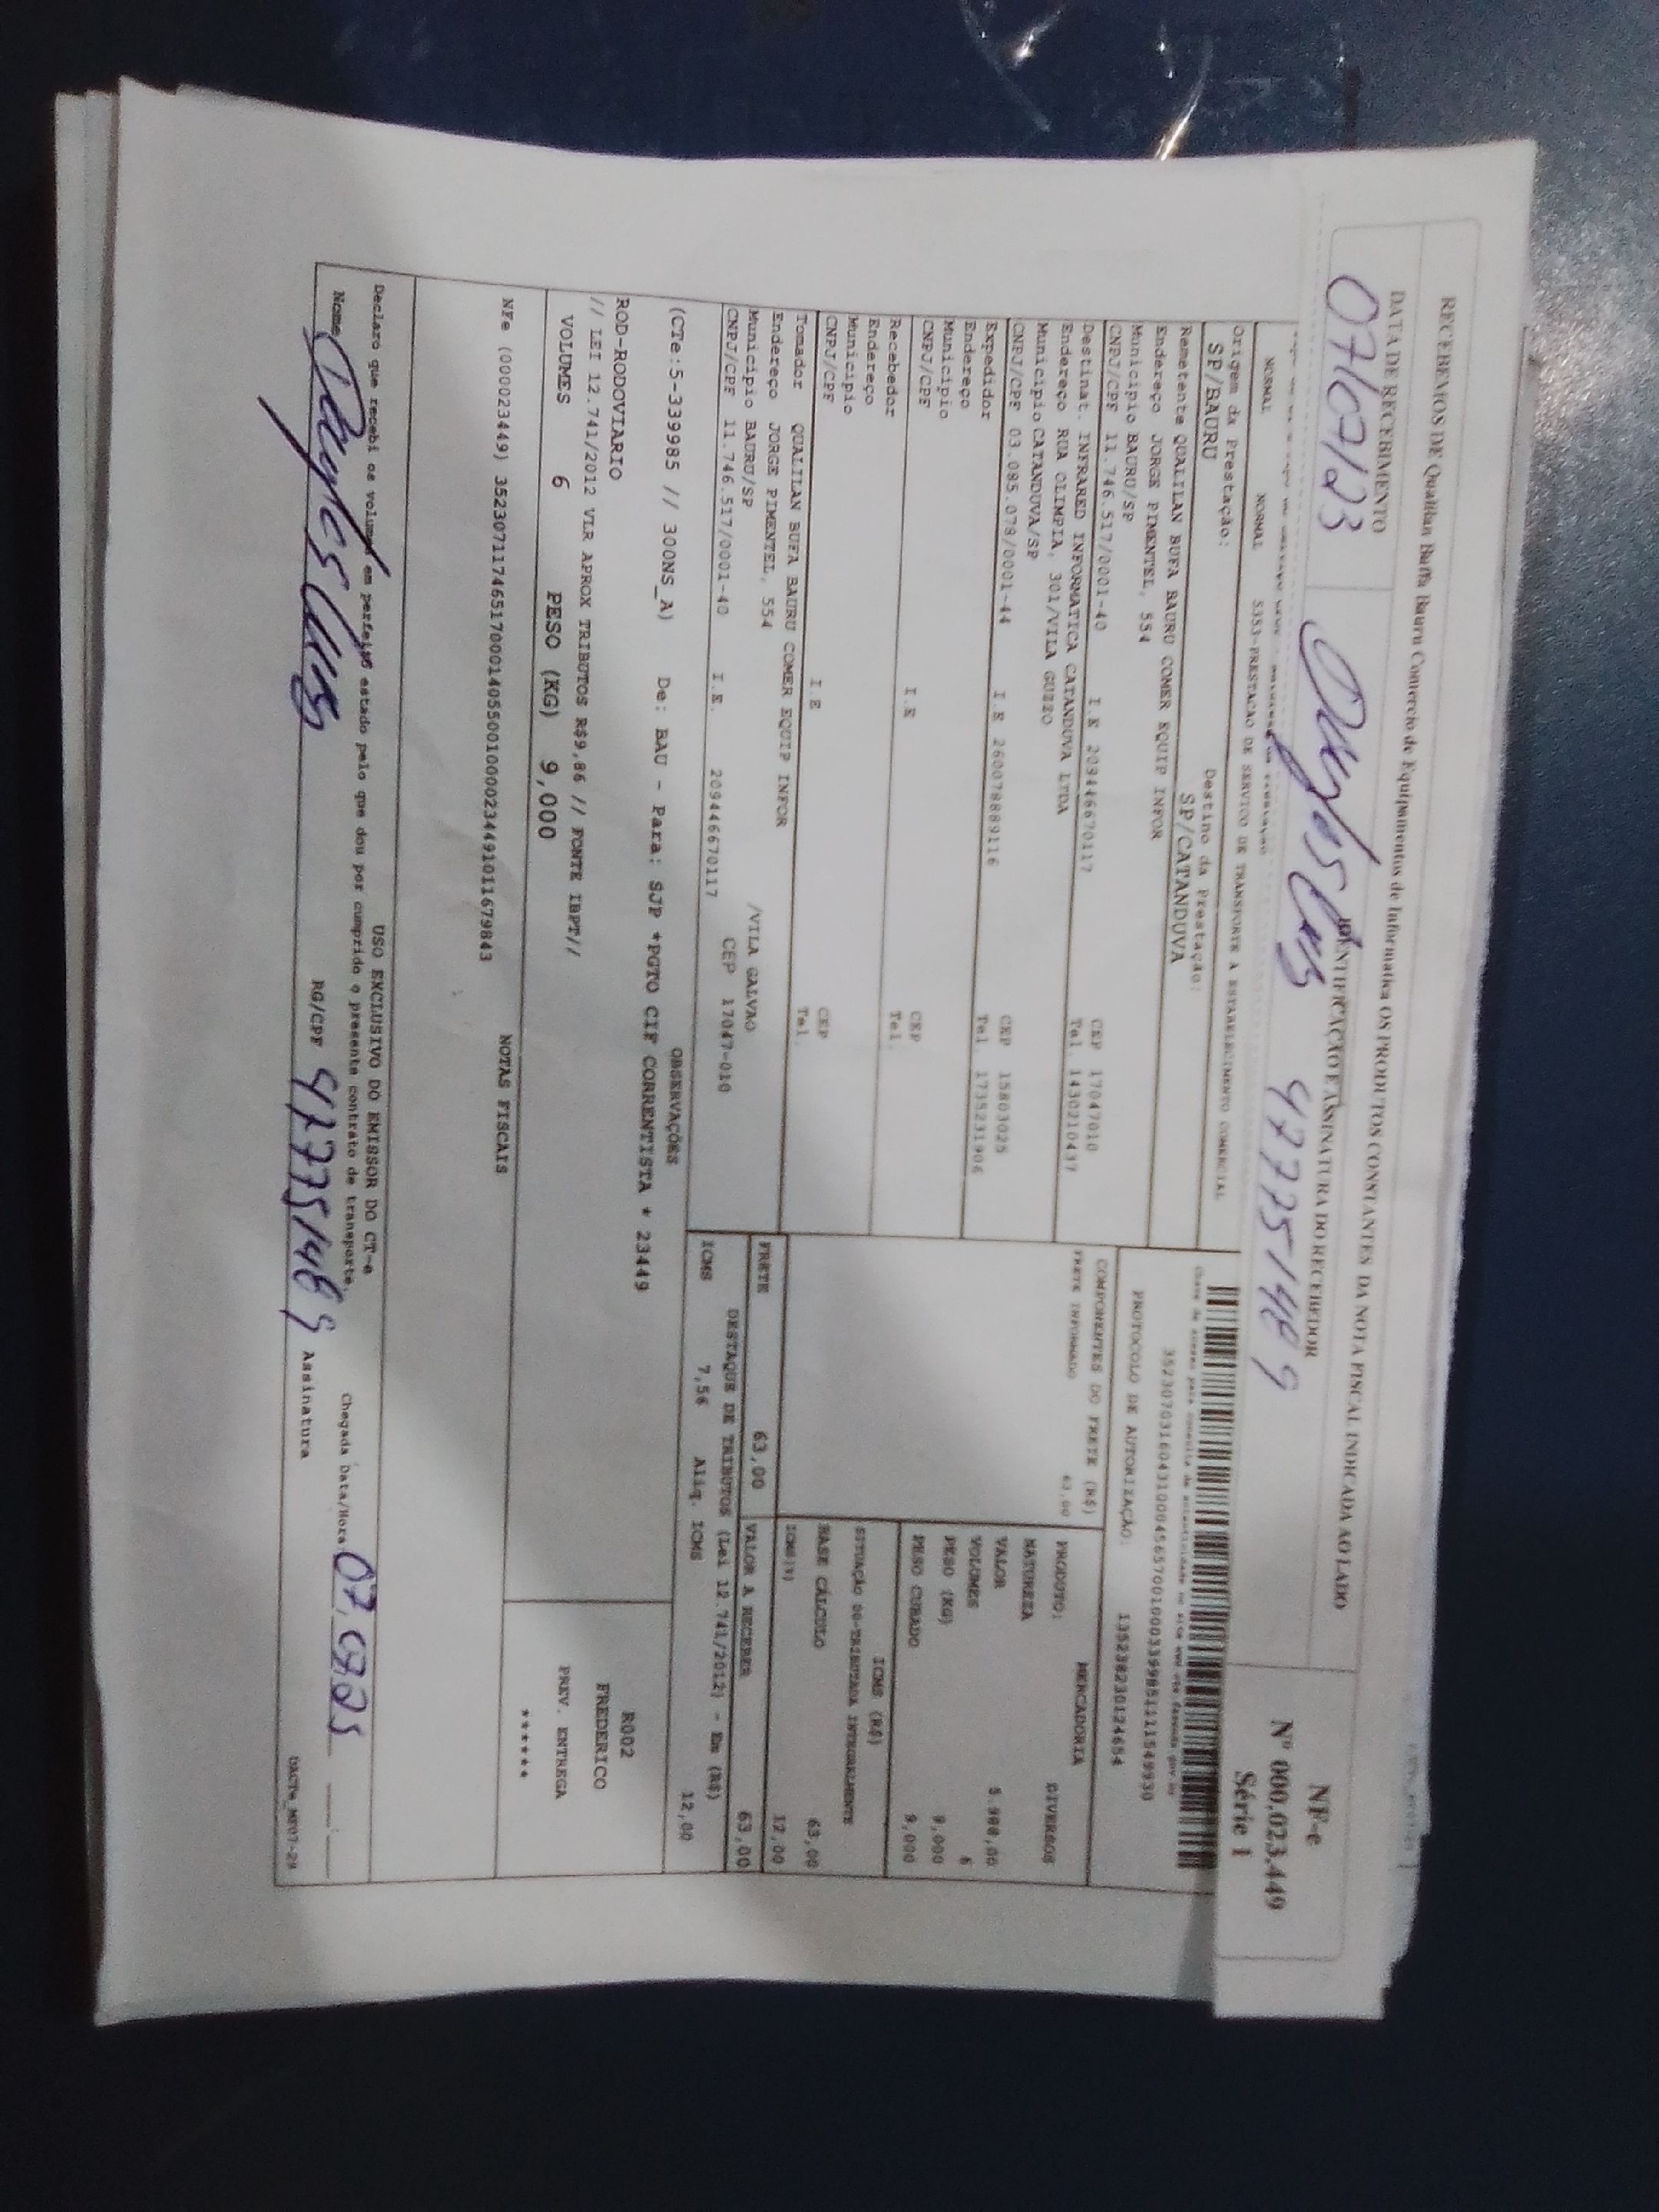 RECEBEMOS DE Qualilan Buffa Bauru Comercio de Equipamentos de Informatica OS PRODUTOS CONSTANTES DA NOTA FISCAL INDICADA AO LADO
DATA DE RECEBIMENTO
IDENTIFICAÇÃO E ASSINATURA DO RECEBEDOR
07/07/23
477251489
NF-e
Nº 000.023.449
Série 1
NORMAL NORMAL 5353-PRESTACAO DE SERVICO DE TRANSPORTE A ESTABELECIMENTO COMERCIAL
Origem da Prestação: Destino da Prestação:
SP/BAURU SP/CATANDUVA
Remetente QUALILAN BUFA BAURU COMER EQUIP INFOR
Endereço JORGE PIMENTEL, 554
Município BAURU/SP CEP 17047010
CNPJ/CPF 11.746.517/0001-40 I.E 209446670117 Tel. 1430210437
Destinat. INFRARED INFORMATICA CATANDUVA LTDA
Endereço RUA OLIMPIA, 301/VILA GUZZO
Município CATANDUVA/SP CEP 15803025
CNPJ/CPF 03.085.078/0001-44 I.E 260078889116 Tel. 1735231906
Expedidor
Endereço
Município CEP
CNPJ/CPF I.E Tel.
Recebedor
Endereço
Município CEP
CNPJ/CPF I.E Tel.
Tomador QUALILAN BUFA BAURU COMER EQUIP INFOR
Endereço JORGE PIMENTEL, 554 /VILA GALVAO
Município BAURU/SP CEP 17047-010
CNPJ/CPF 11.746.517/0001-40 I.E. 209446670117
PROTOCOLO DE AUTORIZAÇÃO:
COMPONENTES DO FRETE (R$)
FRETE INFORMADO 63,00
PRODUTO: MERCADORIA
NATUREZA DIVERSOS
VALOR
VOLUMES 6
PESO (KG) 9,000
PESO CUBADO 9,000
ICMS (R$)
SITUAÇÃO 00-TRIBUTADA INTEGRALMENTE
BASE CÁLCULO 63,00
ICMS(%) 12,00
FRETE 63,00 VALOR A RECEBER 63,00
DESTAQUE DE TRIBUTOS (Lei 12.741/2012) - Em (R$)
ICMS 7,56 Aliq. ICMS 12,00
OBSERVAÇÕES
(CTe:5-339985 // 300NS_A) De: BAU - Para: SJP *PGTO CIF CORRENTISTA * 23449
ROD-RODOVIARIO
// LEI 12.741/2012 VLR APROX TRIBUTOS R$9,86 // FONTE IBPT//
VOLUMES 6 PESO (KG) 9,000
R002
FREDERICO
PREV. ENTREGA
******
NOTAS FISCAIS
NFe (000023449) 35230711746517000140550010000234491011679843
USO EXCLUSIVO DO EMISSOR DO CT-e
Declaro que recebi os volumes em perfeito estado pelo que dou por cumprido o presente contrato de transporte.
Chegada Data/Hora
Nome RG/CPF 477251489 Assinatura